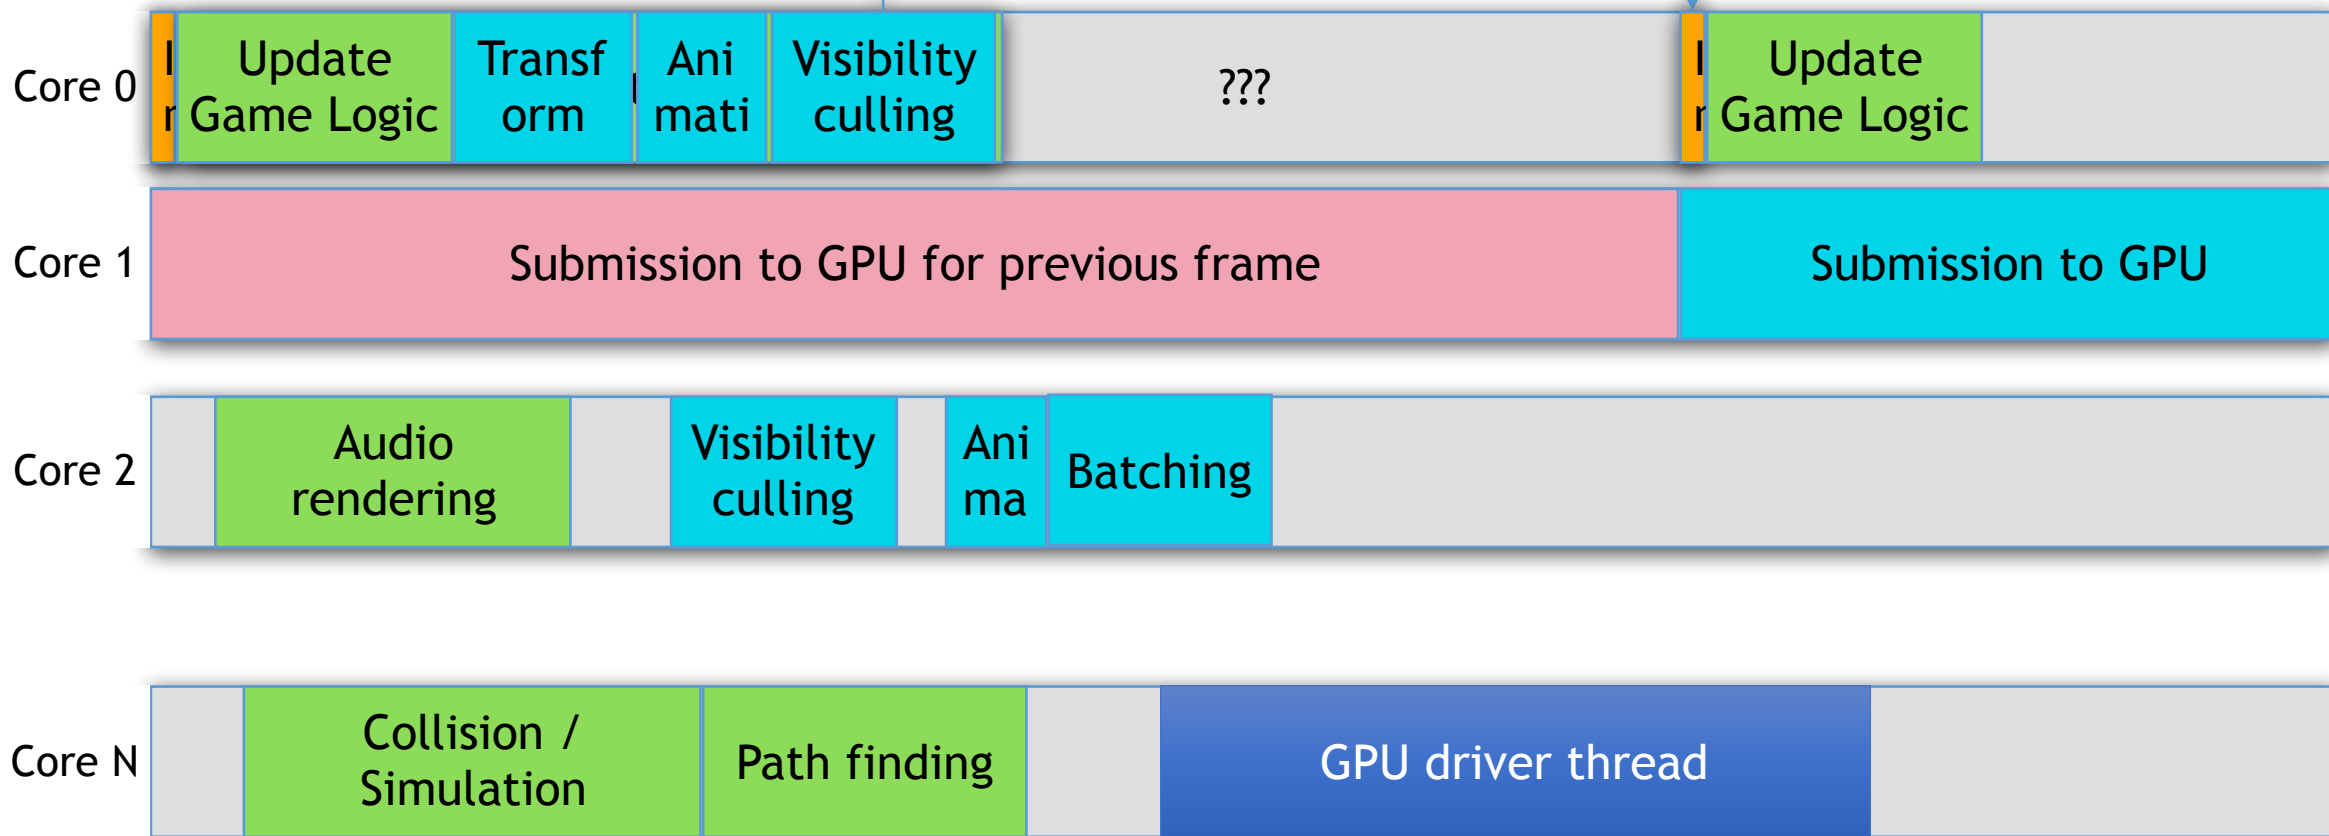 Core 0
Update
Game Logic
Transf
orm
Ani
mati
Visibility
culling
???
Update
Game Logic
Core 1
Submission to GPU for previous frame
Submission to GPU
Core 2
Audio
rendering
Visibility
culling
Ani
ma
Batching
Core N
Collision /
Simulation
Path finding
GPU driver thread